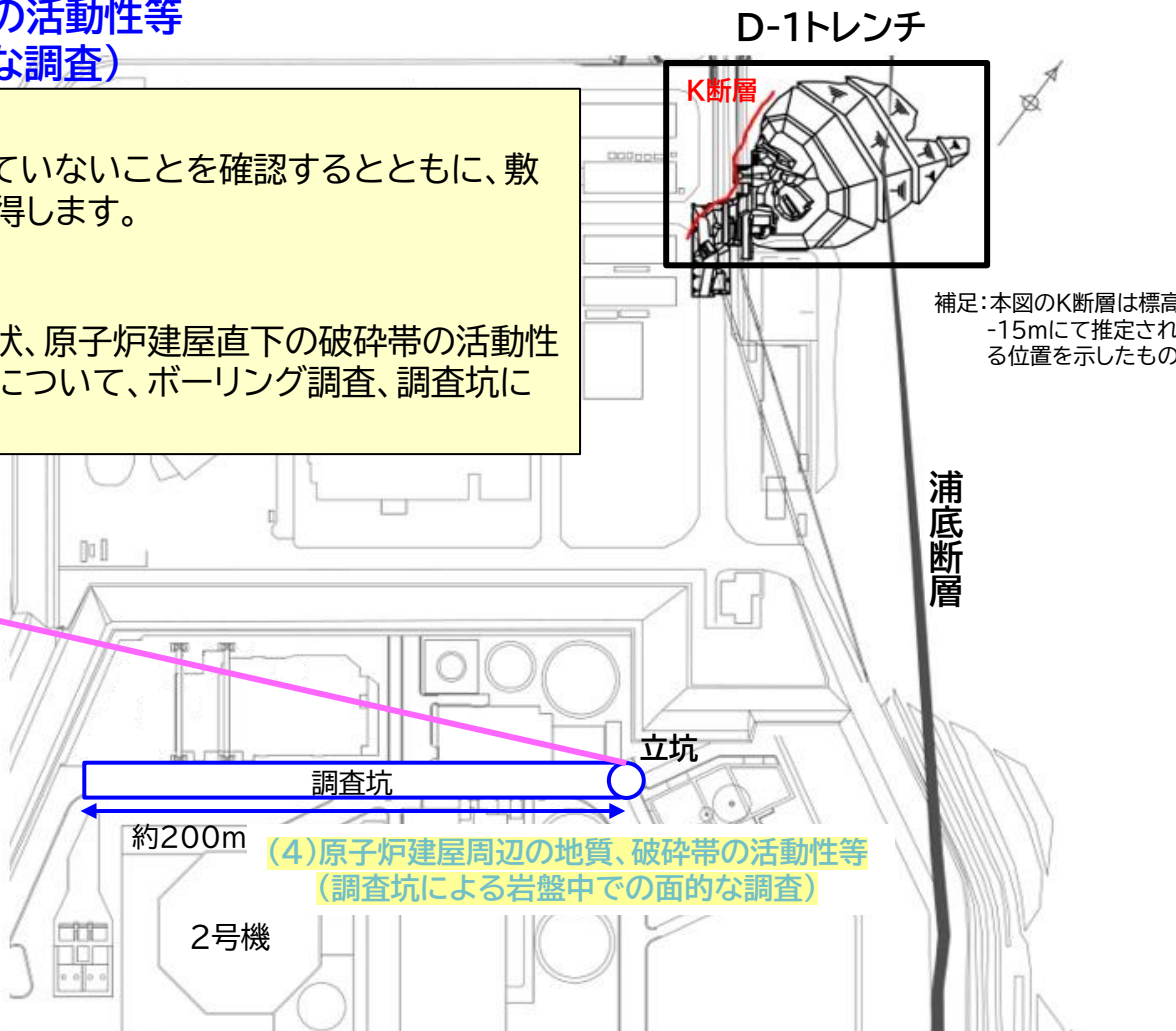 の活動性等
な調査）
D-1トレンチ
K断層
ていないことを確認するとともに、敷
得します。
状、原子炉建屋直下の破砕帯の活動性
について、ボーリング調査、調査坑に
補足：本図のK断層は標高
-15mにて推定され
る位置を示したもの
浦底断層
立坑
調査坑
約200m
(4)原子炉建屋周辺の地質、破砕帯の活動性等
（調査坑による岩盤中での面的な調査）
2号機